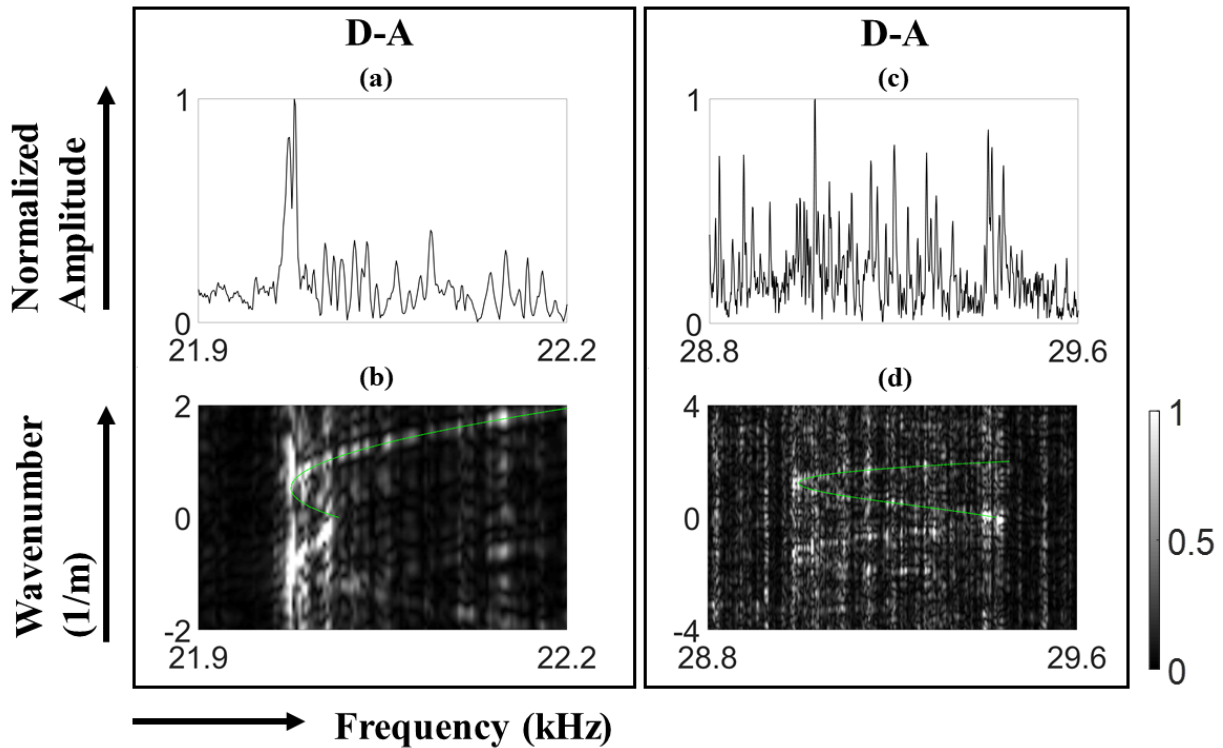 D-A
D-A
(a)
(c)
Normalized
Amplitude
1
0
21.9
22.2
1
0
28.8
29.6
(b)
(d)
Wavenumber
(1/m)
2
0
-2
21.9
22.2
4
0
-4
28.8
29.6
1
0.5
0
Frequency (kHz)